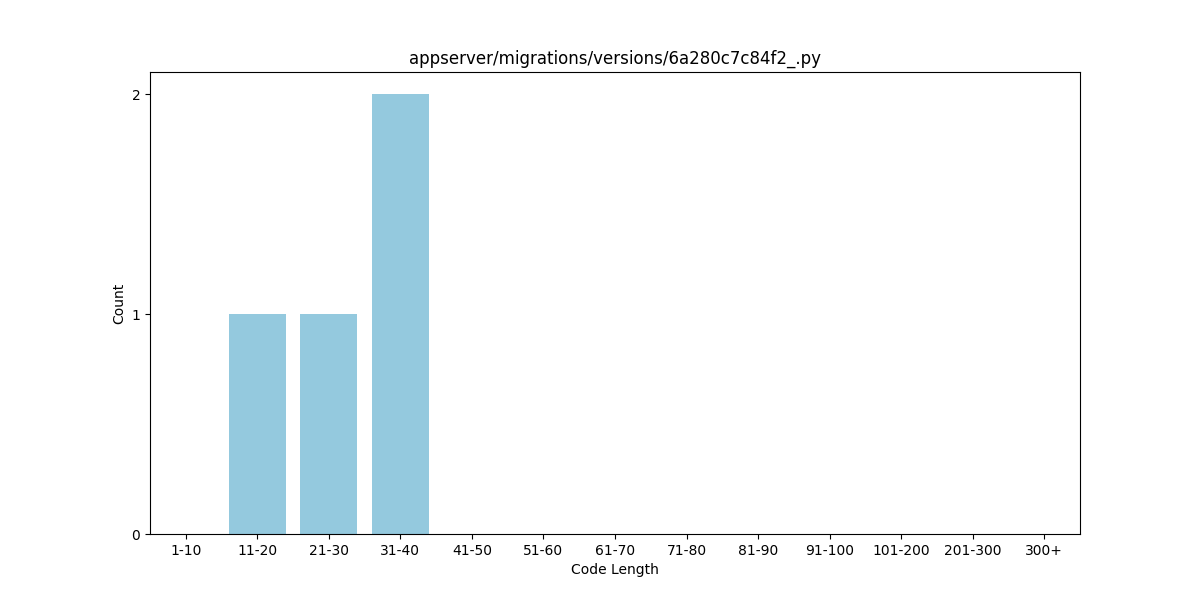 appserver/migrations/versions/6a280c7c84f2_.py
2
1
0
Count
1-10 11-20 21-30 31-40 41-50 51-60 61-70 71-80 81-90 91-100 101-200 201-300 300+
Code Length